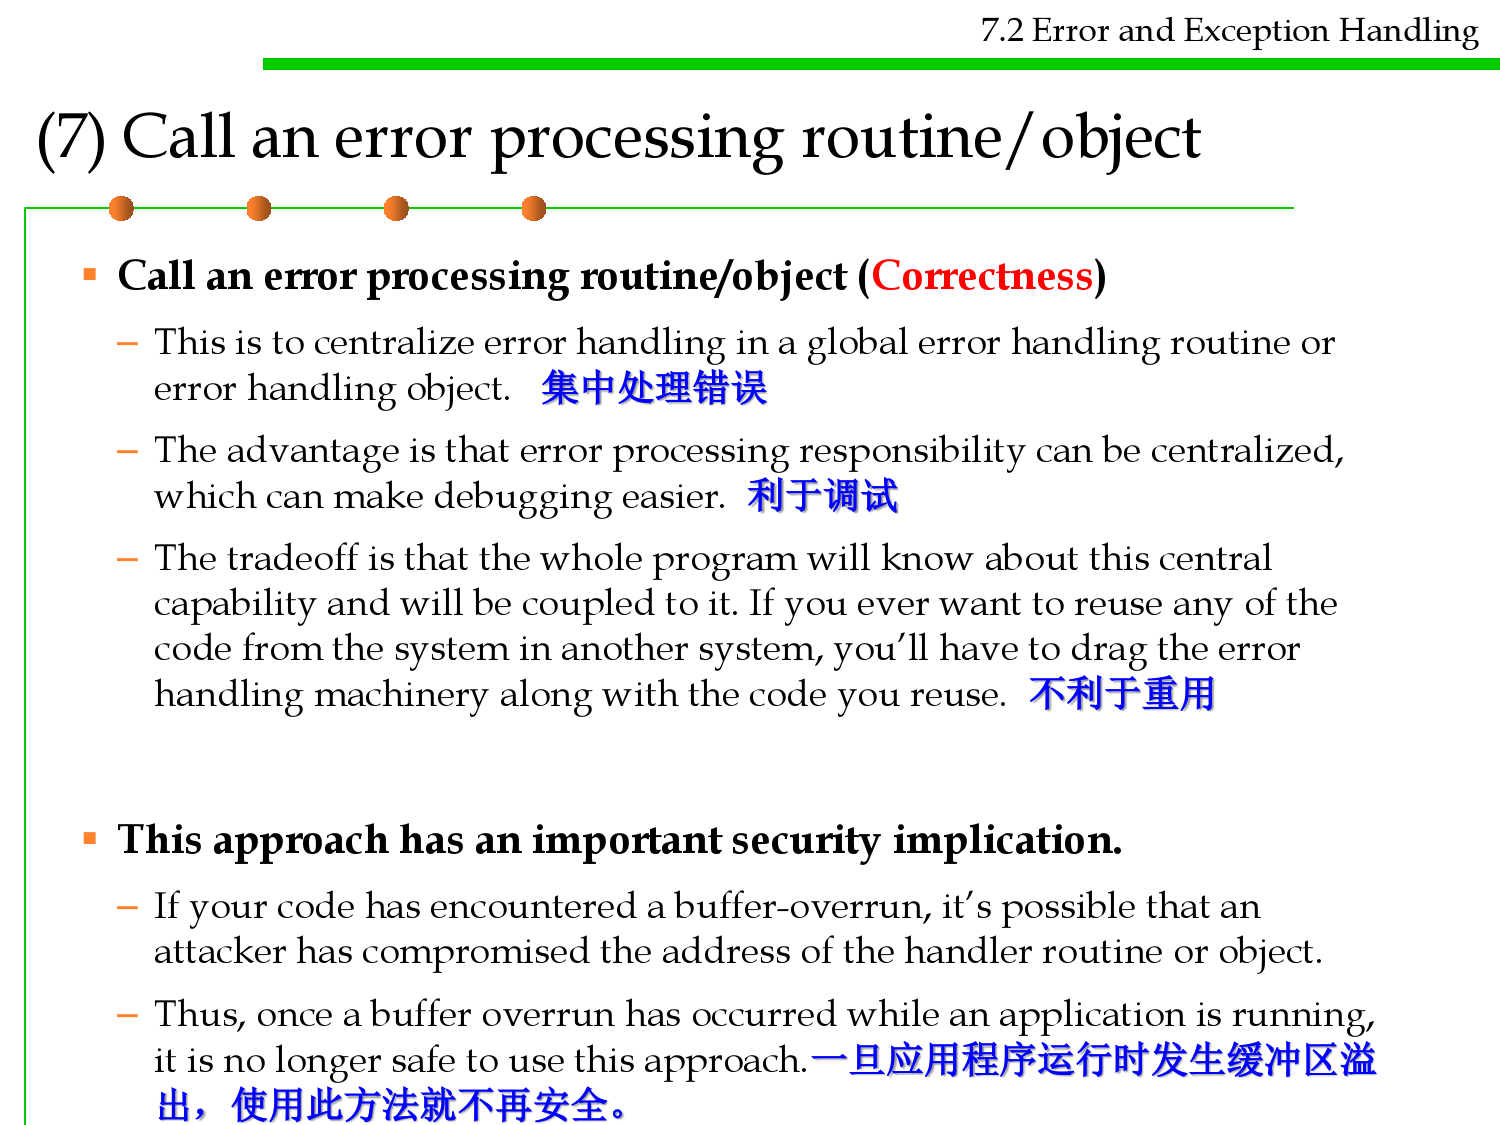 7.2 Error and Exception Handling
(7) Call an error processing routine/object
▪ Call an error processing routine/object (Correctness)
– This is to centralize error handling in a global error handling routine or
error handling object. 集中处理错误
– The advantage is that error processing responsibility can be centralized,
which can make debugging easier. 利于调试
– The tradeoff is that the whole program will know about this central
capability and will be coupled to it. If you ever want to reuse any of the
code from the system in another system, you’ll have to drag the error
handling machinery along with the code you reuse. 不利于重用
▪ This approach has an important security implication.
– If your code has encountered a buffer-overrun, it’s possible that an
attacker has compromised the address of the handler routine or object.
– Thus, once a buffer overrun has occurred while an application is running,
it is no longer safe to use this approach.一旦应用程序运行时发生缓冲区溢
出，使用此方法就不再安全。